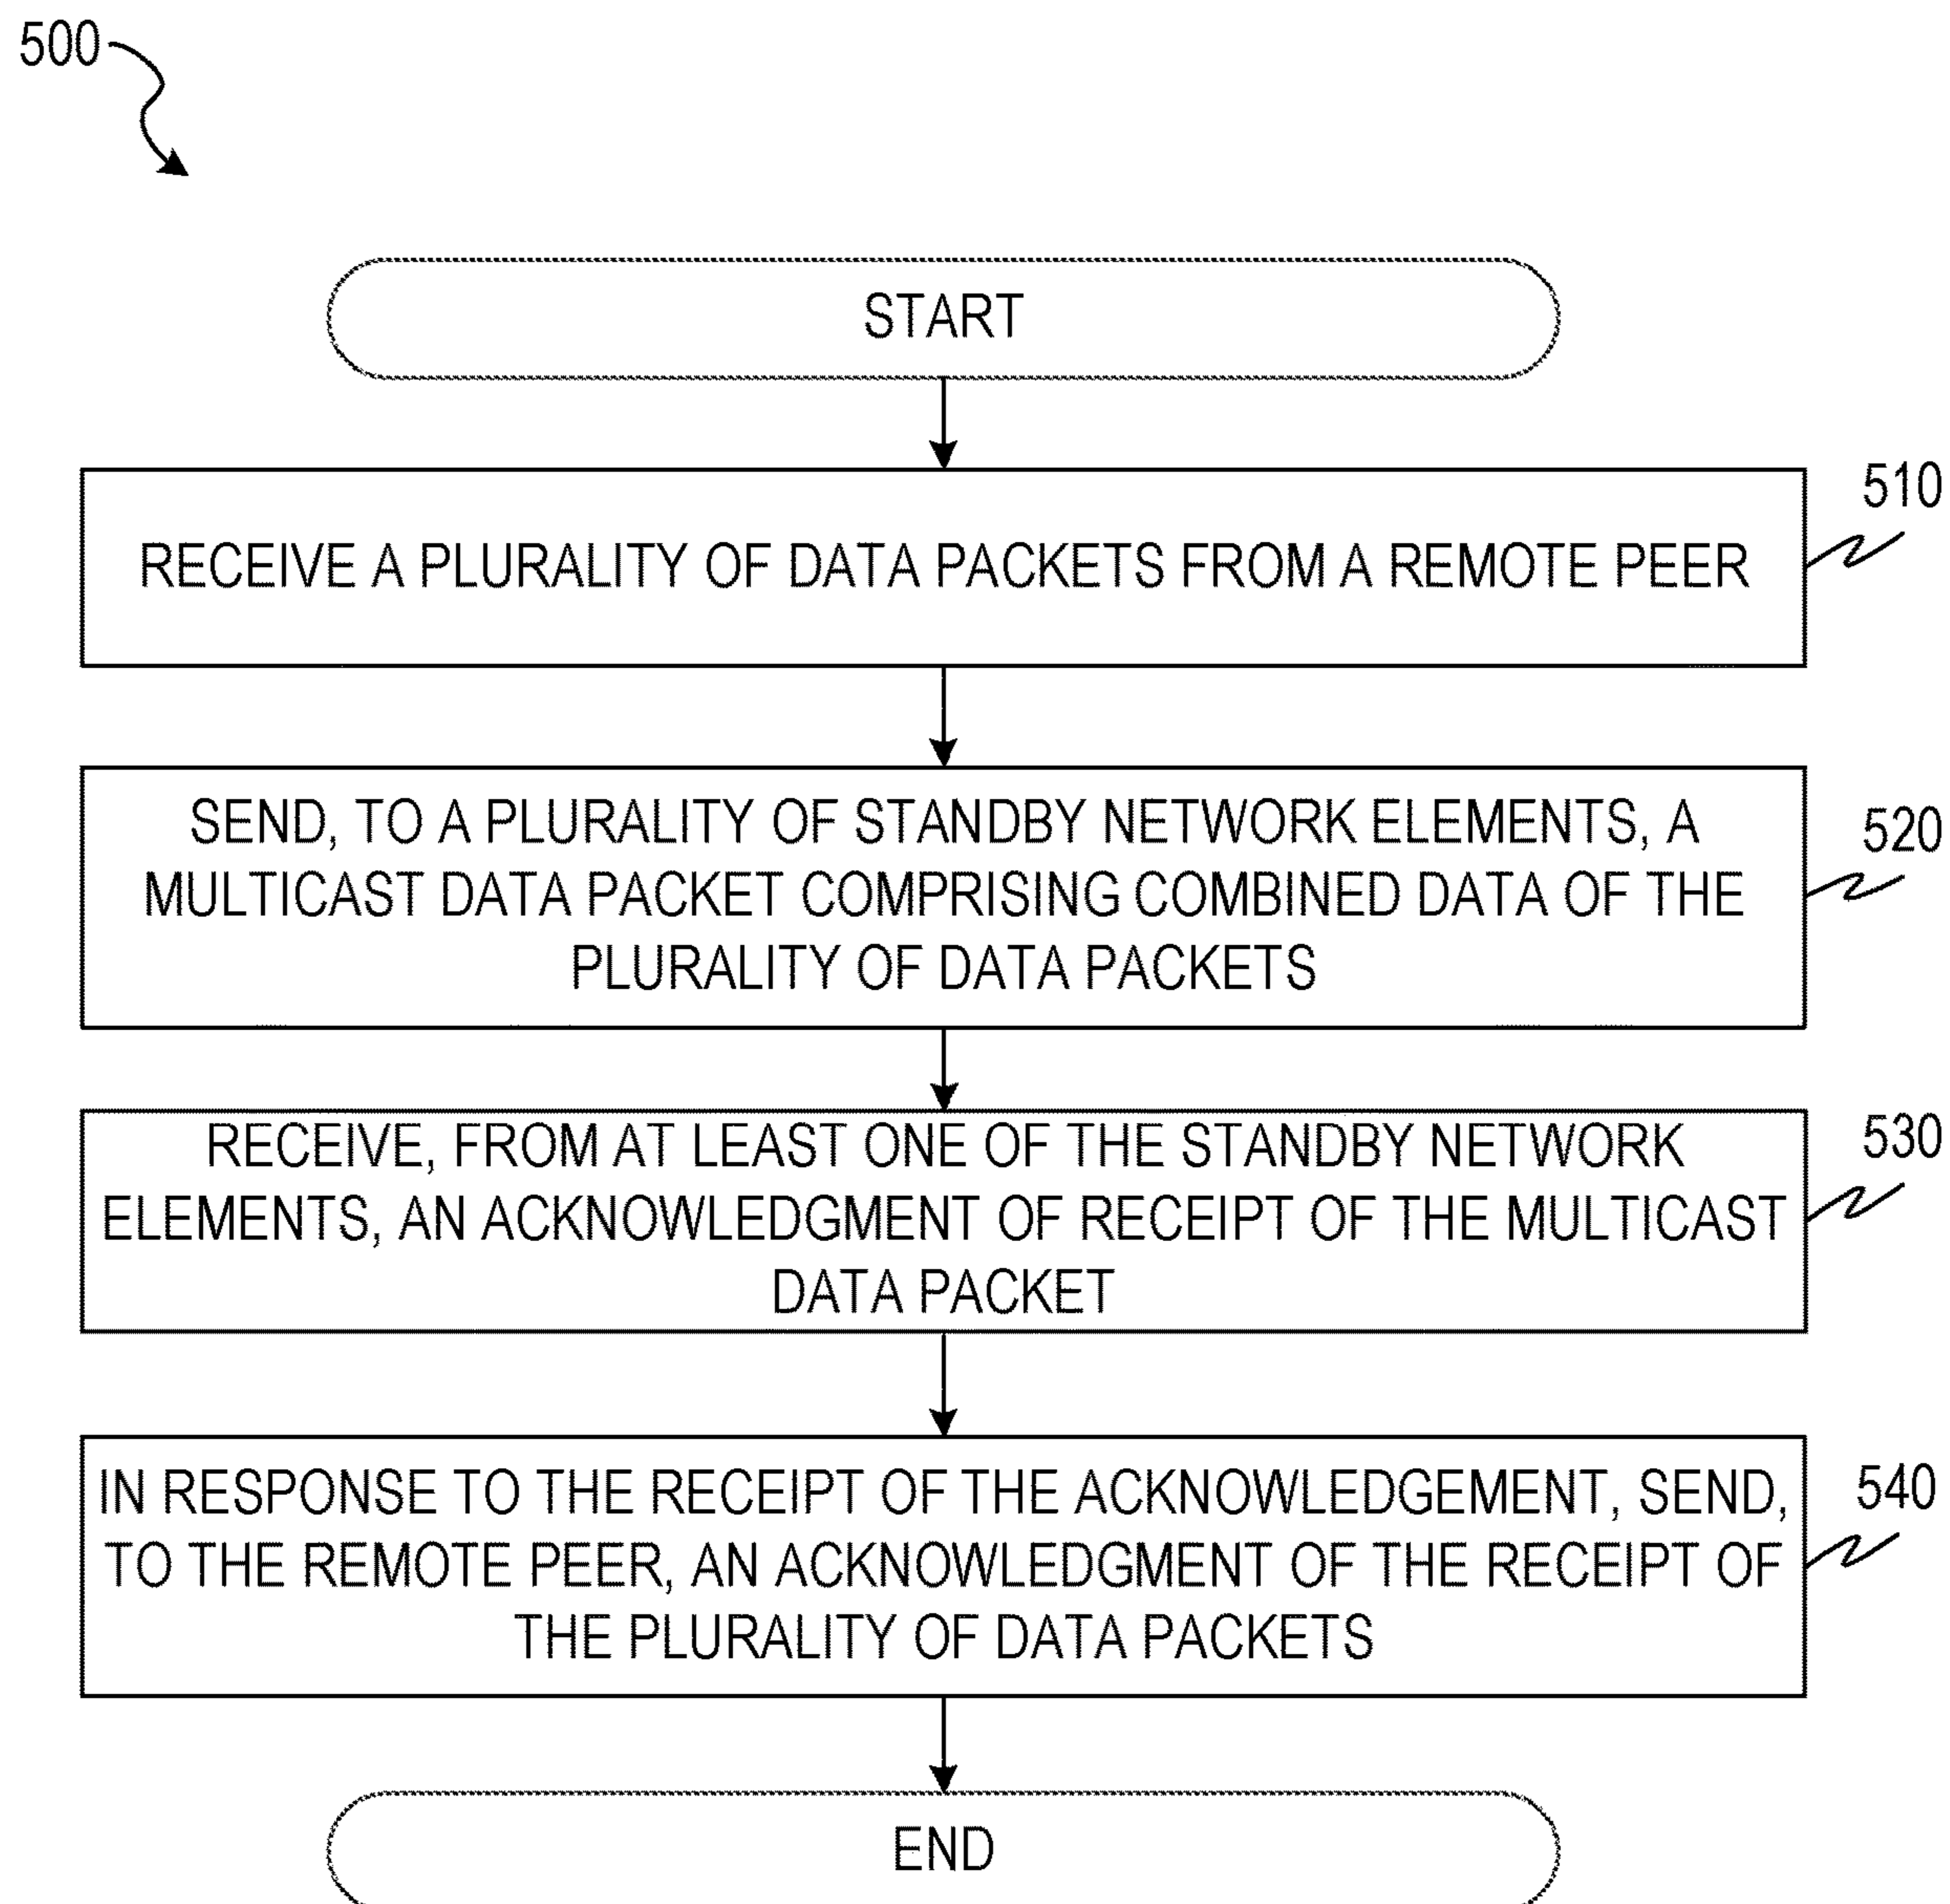 500
START
510
RECEIVE A PLURALITY OF DATA PACKETS FROM A REMOTE PEER
SEND, TO A PLURALITY OF STANDBY NETWORK ELEMENTS, A
520
MULTICAST DATA PACKET COMPRISING COMBINED DATA OF THE
PLURALITY OF DATA PACKETS
RECEIVE, FROM AT LEAST ONE OF THE STANDBY NETWORK
530
ELEMENTS, AN ACKNOWLEDGMENT OF RECEIPT OF THE MULTICAST
DATA PACKET
IN RESPONSE TO THE RECEIPT OF THE ACKNOWLEDGEMENT, SEND,
540
TO THE REMOTE PEER, AN ACKNOWLEDGMENT OF THE RECEIPT OF
THE PLURALITY OF DATA PACKETS
END